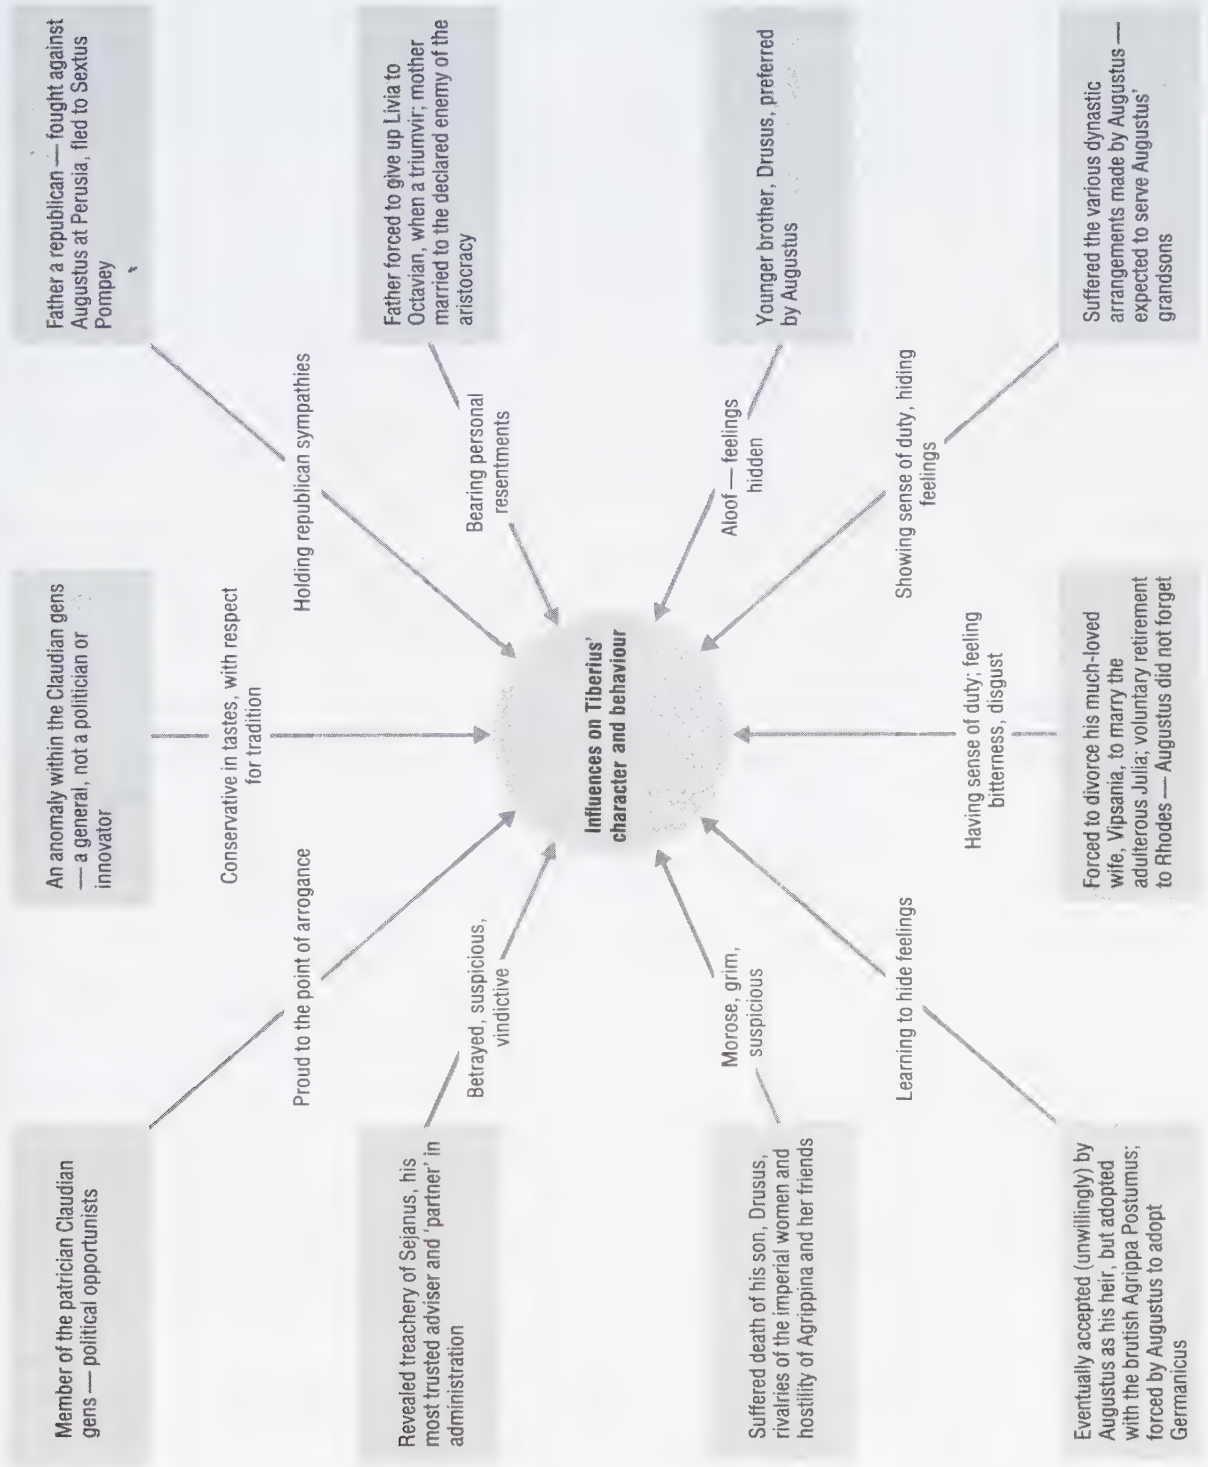 Member of the patrician Claudian
gens — political opportunists
An anomaly within the Claudian gens
— a general, not a politician or
innovator
Father a republican — fought against
Augustus at Perusia, fled to Sextus
Pompey
Proud to the point of arrogance
Conservative in tastes, with respect
for tradition
Holding republican sympathies
Revealed treachery of Sejanus, his
most trusted adviser and ‘partner’ in
administration
Betrayed, suspicious,
vindictive
Bearing personal
resentments
Father forced to give up Livia to
Octavian, when a triumvir; mother
married to the declared enemy of the
aristocracy
Influences on Tiberius’
character and behaviour
Suffered death of his son, Drusus,
rivalries of the imperial women and
hostility of Agrippina and her friends
Morose, grim,
suspicious
Aloof — feelings
hidden
Younger brother, Drusus, preferred
by Augustus
Learning to hide feelings
Having sense of duty; feeling
bitterness, disgust
Showing sense of duty, hiding
feelings
Eventually accepted (unwillingly) by
Augustus as his heir, but adopted
with the brutish Agrippa Postumus;
forced by Augustus to adopt
Germanicus
Forced to divorce his much-loved
wife, Vipsania, to marry the
adulterous Julia; voluntary retirement
to Rhodes — Augustus did not forget
Suffered the various dynastic
arrangements made by Augustus —
expected to serve Augustus’
grandsons